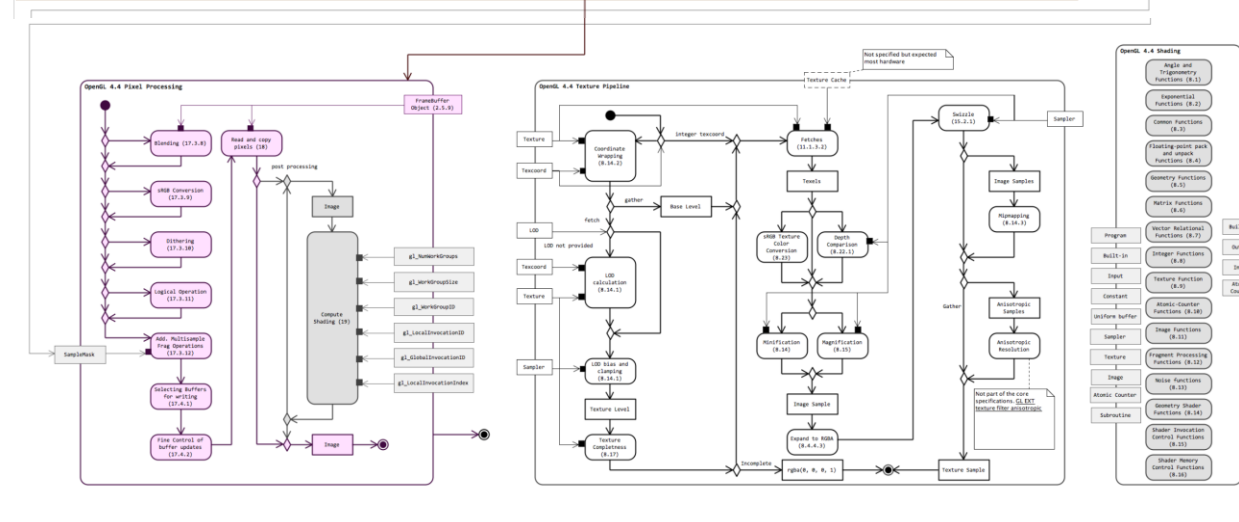 Not specified but expected
most hardware
OpenGL 4.4 Pixel Processing
FrameBuffer
Object (2.5.9)
Blending (17.3.8)
Read and copy
pixels (18)
post processing
sRGB Conversion
(17.3.9)
Image
Dithering
(17.3.10)
Logical Operation
(17.3.11)
Compute
Shading (19)
gl_NumWorkGroups
gl_WorkGroupSize
gl_WorkGroupID
gl_LocalInvocationID
gl_GlobalInvocationID
gl_LocalInvocationIndex
SampleMask
Add. Multisample
Frag Operations
(17.3.12)
Selecting Buffers
for writing
(17.4.1)
Fine Control of
buffer updates
(17.4.2)
Image
OpenGL 4.4 Texture Pipeline
Texture Cache
Texture
Texcoord
Coordinate
Wrapping
(8.14.2)
integer texcoord
Fetches
(11.1.3.2)
Swizzle
(15.2.1)
Sampler
gather
Base Level
fetch
LOD
LOD not provided
Texcoord
Texture
LOD
calculation
(8.14.1)
Sampler
LOD bias and
clamping
(8.14.1)
Texture Level
Texture
Completness
(8.17)
Incomplete
rgba(0, 0, 0, 1)
Texels
sRGB Texture
Color
Conversion
(8.23)
Depth
Comparison
(8.22.1)
Minification
(8.14)
Magnification
(8.15)
Image Sample
Expand to RGBA
(8.4.4.3)
Image Samples
Mipmapping
(8.14.3)
Gather
Anisotropic
Samples
Anisotropic
Resolution
Not part of the core
specifications. GL EXT
texture filter anisotropic
Texture Sample
OpenGL 4.4 Shading
Angle and
Trigonometry
Functions (8.1)
Exponential
Functions (8.2)
Common Functions
(8.3)
Floating-point pack
and unpack
Functions (8.4)
Geometry Functions
(8.5)
Matrix Functions
(8.6)
Vector Relational
Functions (8.7)
Integer Functions
(8.8)
Texture Function
(8.9)
Atomic-Counter
Functions (8.10)
Image Functions
(8.11)
Fragment Processing
Functions (8.12)
Noise Functions
(8.13)
Geometry Shader
Functions (8.14)
Shader Invocation
Control Functions
(8.15)
Shader Memory
Control Functions
(8.16)
Program
Built-in
Input
Constant
Uniform buffer
Sampler
Texture
Image
Atomic Counter
Subroutine